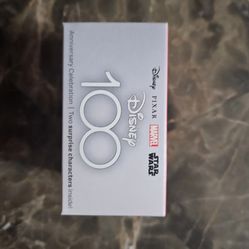 Disney PIXAR MARVEL STAR WARS
Disney
100
Anniversary Celebration | Two surprise characters inside!